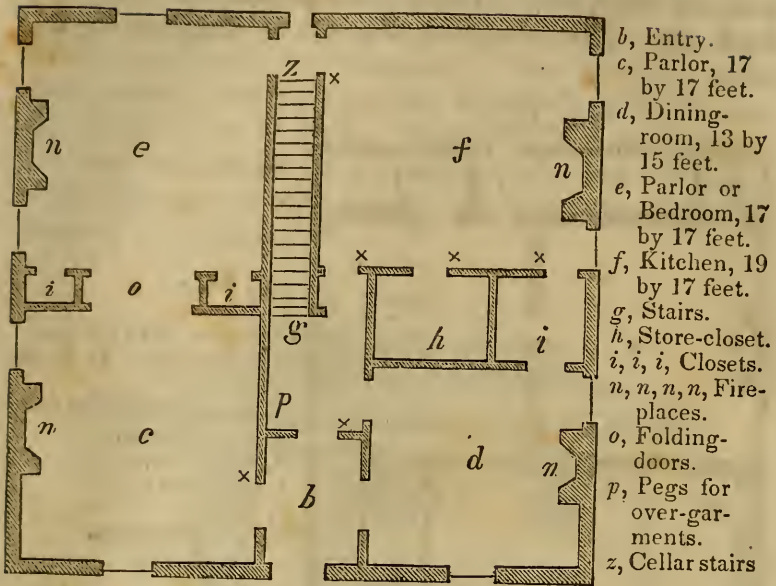 b, Entry.
c, Parlor, 17
by 17 feet.
d, Dining-
room, 13 by
15 feet.
e, Parlor or
Bedroom, 17
by 17 feet.
f, Kitchen, 19
by 17 feet.
g, Stairs.
h, Store-closet.
i, i, i, Closets.
n, n, n, n, Fire-
places.
o, Folding-
doors.
p, Pegs for
over-gar-
ments.
z, Cellar stairs
z
×
n
e
f
n
× × ×
i
o
i
g
h
i
p
×
n
c
×
b
d
n